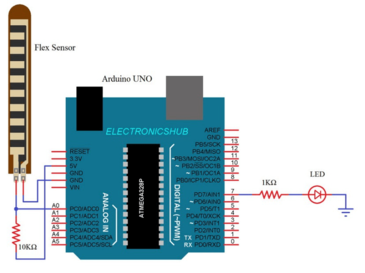 Flex Sensor
Arduino UNO
ELECTRONICSHUB
RESET
3.3V
5V
GND
GND
VIN
A0 PC0/ADC0
A1 PC1/ADC1
A2 PC2/ADC2
A3 PC3/ADC3
A4 PC4/ADC4/SDA
A5 PC5/ADC5/SCL
ANALOG IN
ATMEGA328P
DIGITAL (~PWM)
AREF
GND
PB5/SCK 13
PB4/MISO 12
~PB3/MOSI/OC2A 11
~PB2/SS/OC1B 10
~PB1/OC1A 9
PB0/ICP1/CLKO 8
PD7/AIN1 7
~PD6/AIN0 6
~PD5/T1 5
PD4/T0/XCK 4
~PD3/INT1 3
PD2/INT0 2
TX PD1/TXD 1
RX PD0/RXD 0
10KΩ
1KΩ
LED